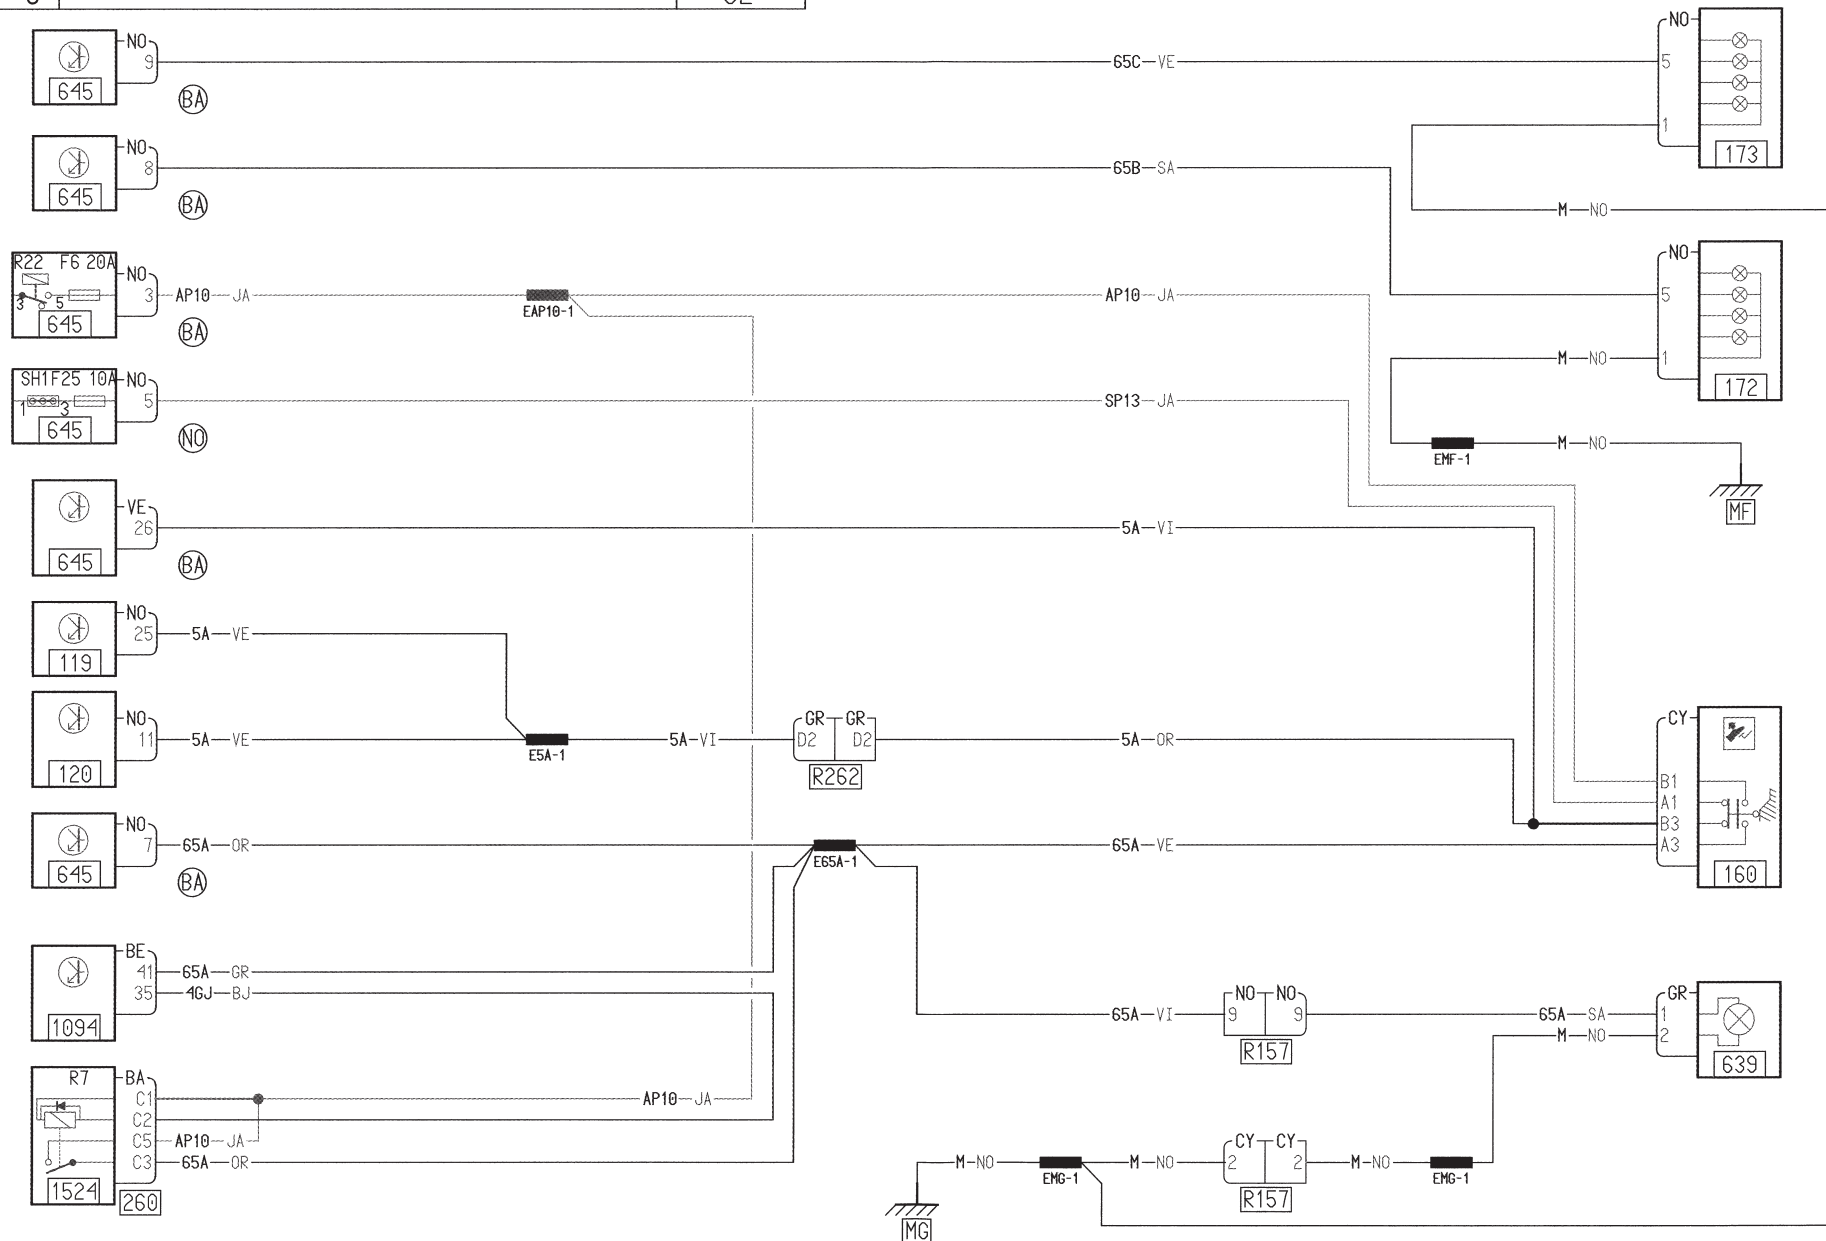 NO
9
645
BA
65C VE
NO
5
1
173
NO
8
645
BA
65B SA
M NO
R22 F6 20A
3 5
645
NO
3
BA
AP10 JA
EAP10-1
AP10 JA
NO
5
1
172
M NO
SH1F25 10A
1 3
645
NO
5
NO
SP13 JA
EMF-1
M NO
MF
VE
26
645
BA
5A VI
NO
25
119
5A VE
NO
11
120
5A VE
E5A-1
5A VI
GR GR
D2 D2
R262
5A OR
CY
B1
A1
B3
A3
160
NO
7
645
BA
65A OR
E65A-1
65A VE
BE
41
35
1094
65A GR
4GJ BJ
65A VI
NO NO
9 9
R157
65A SA
M NO
GR
1
2
639
R7
BA
C1
C2
C5
C3
1524
260
AP10 JA
AP10 JA
65A OR
M NO
EMG-1
M NO
CY CY
2 2
R157
M NO
EMG-1
MG